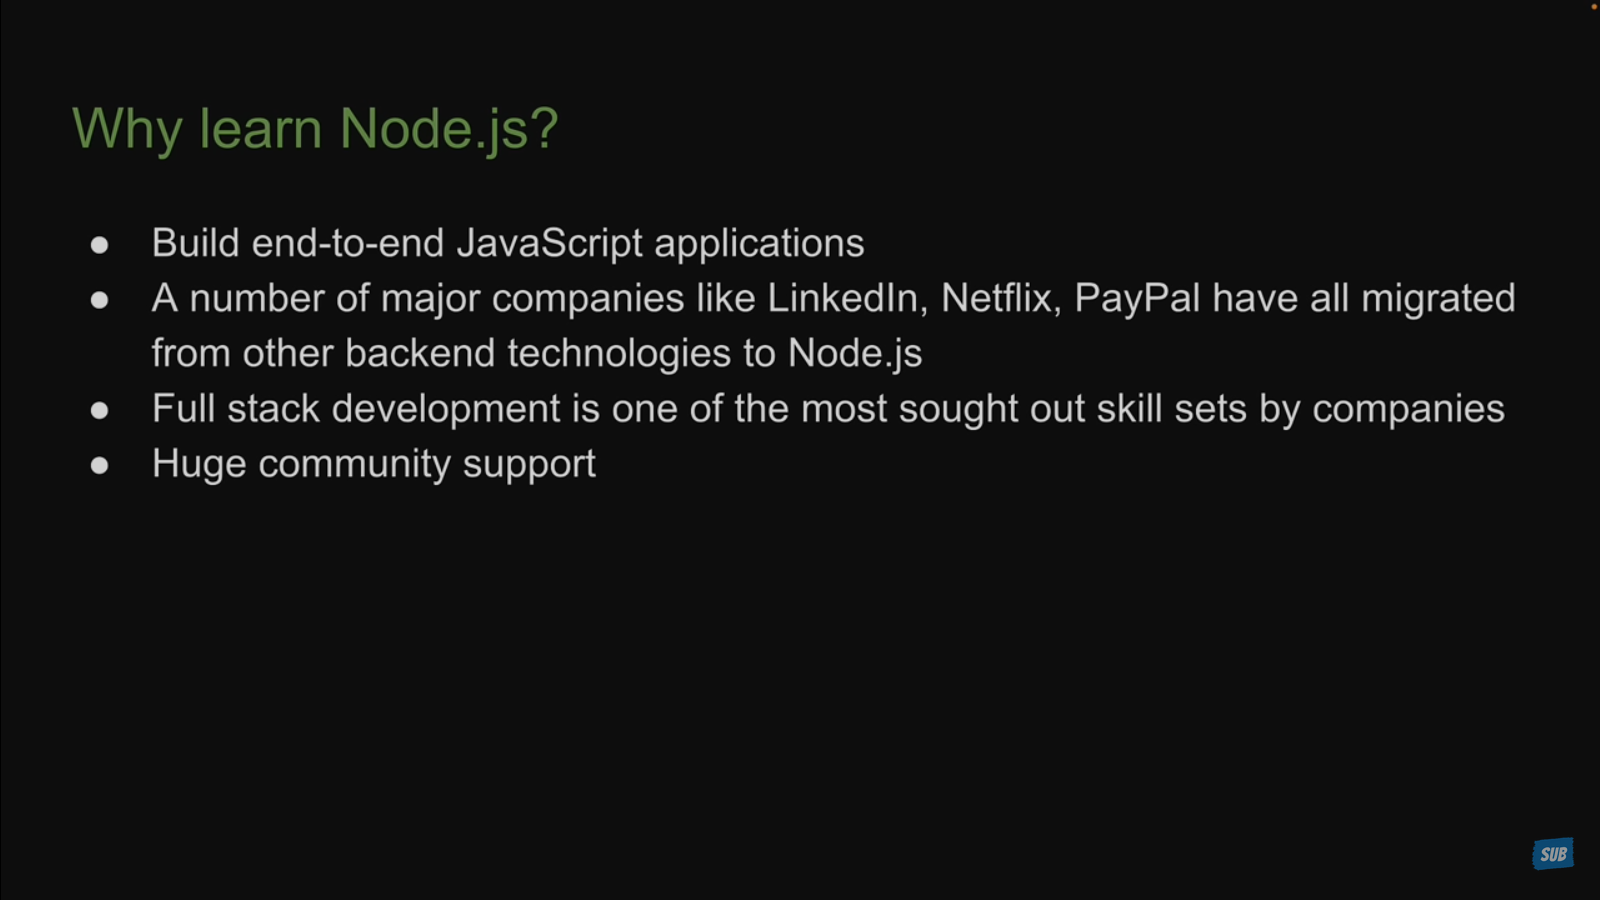 Why learn Node.js?
● Build end-to-end JavaScript applications
● A number of major companies like LinkedIn, Netflix, PayPal have all migrated
from other backend technologies to Node.js
● Full stack development is one of the most sought out skill sets by companies
● Huge community support
SUB